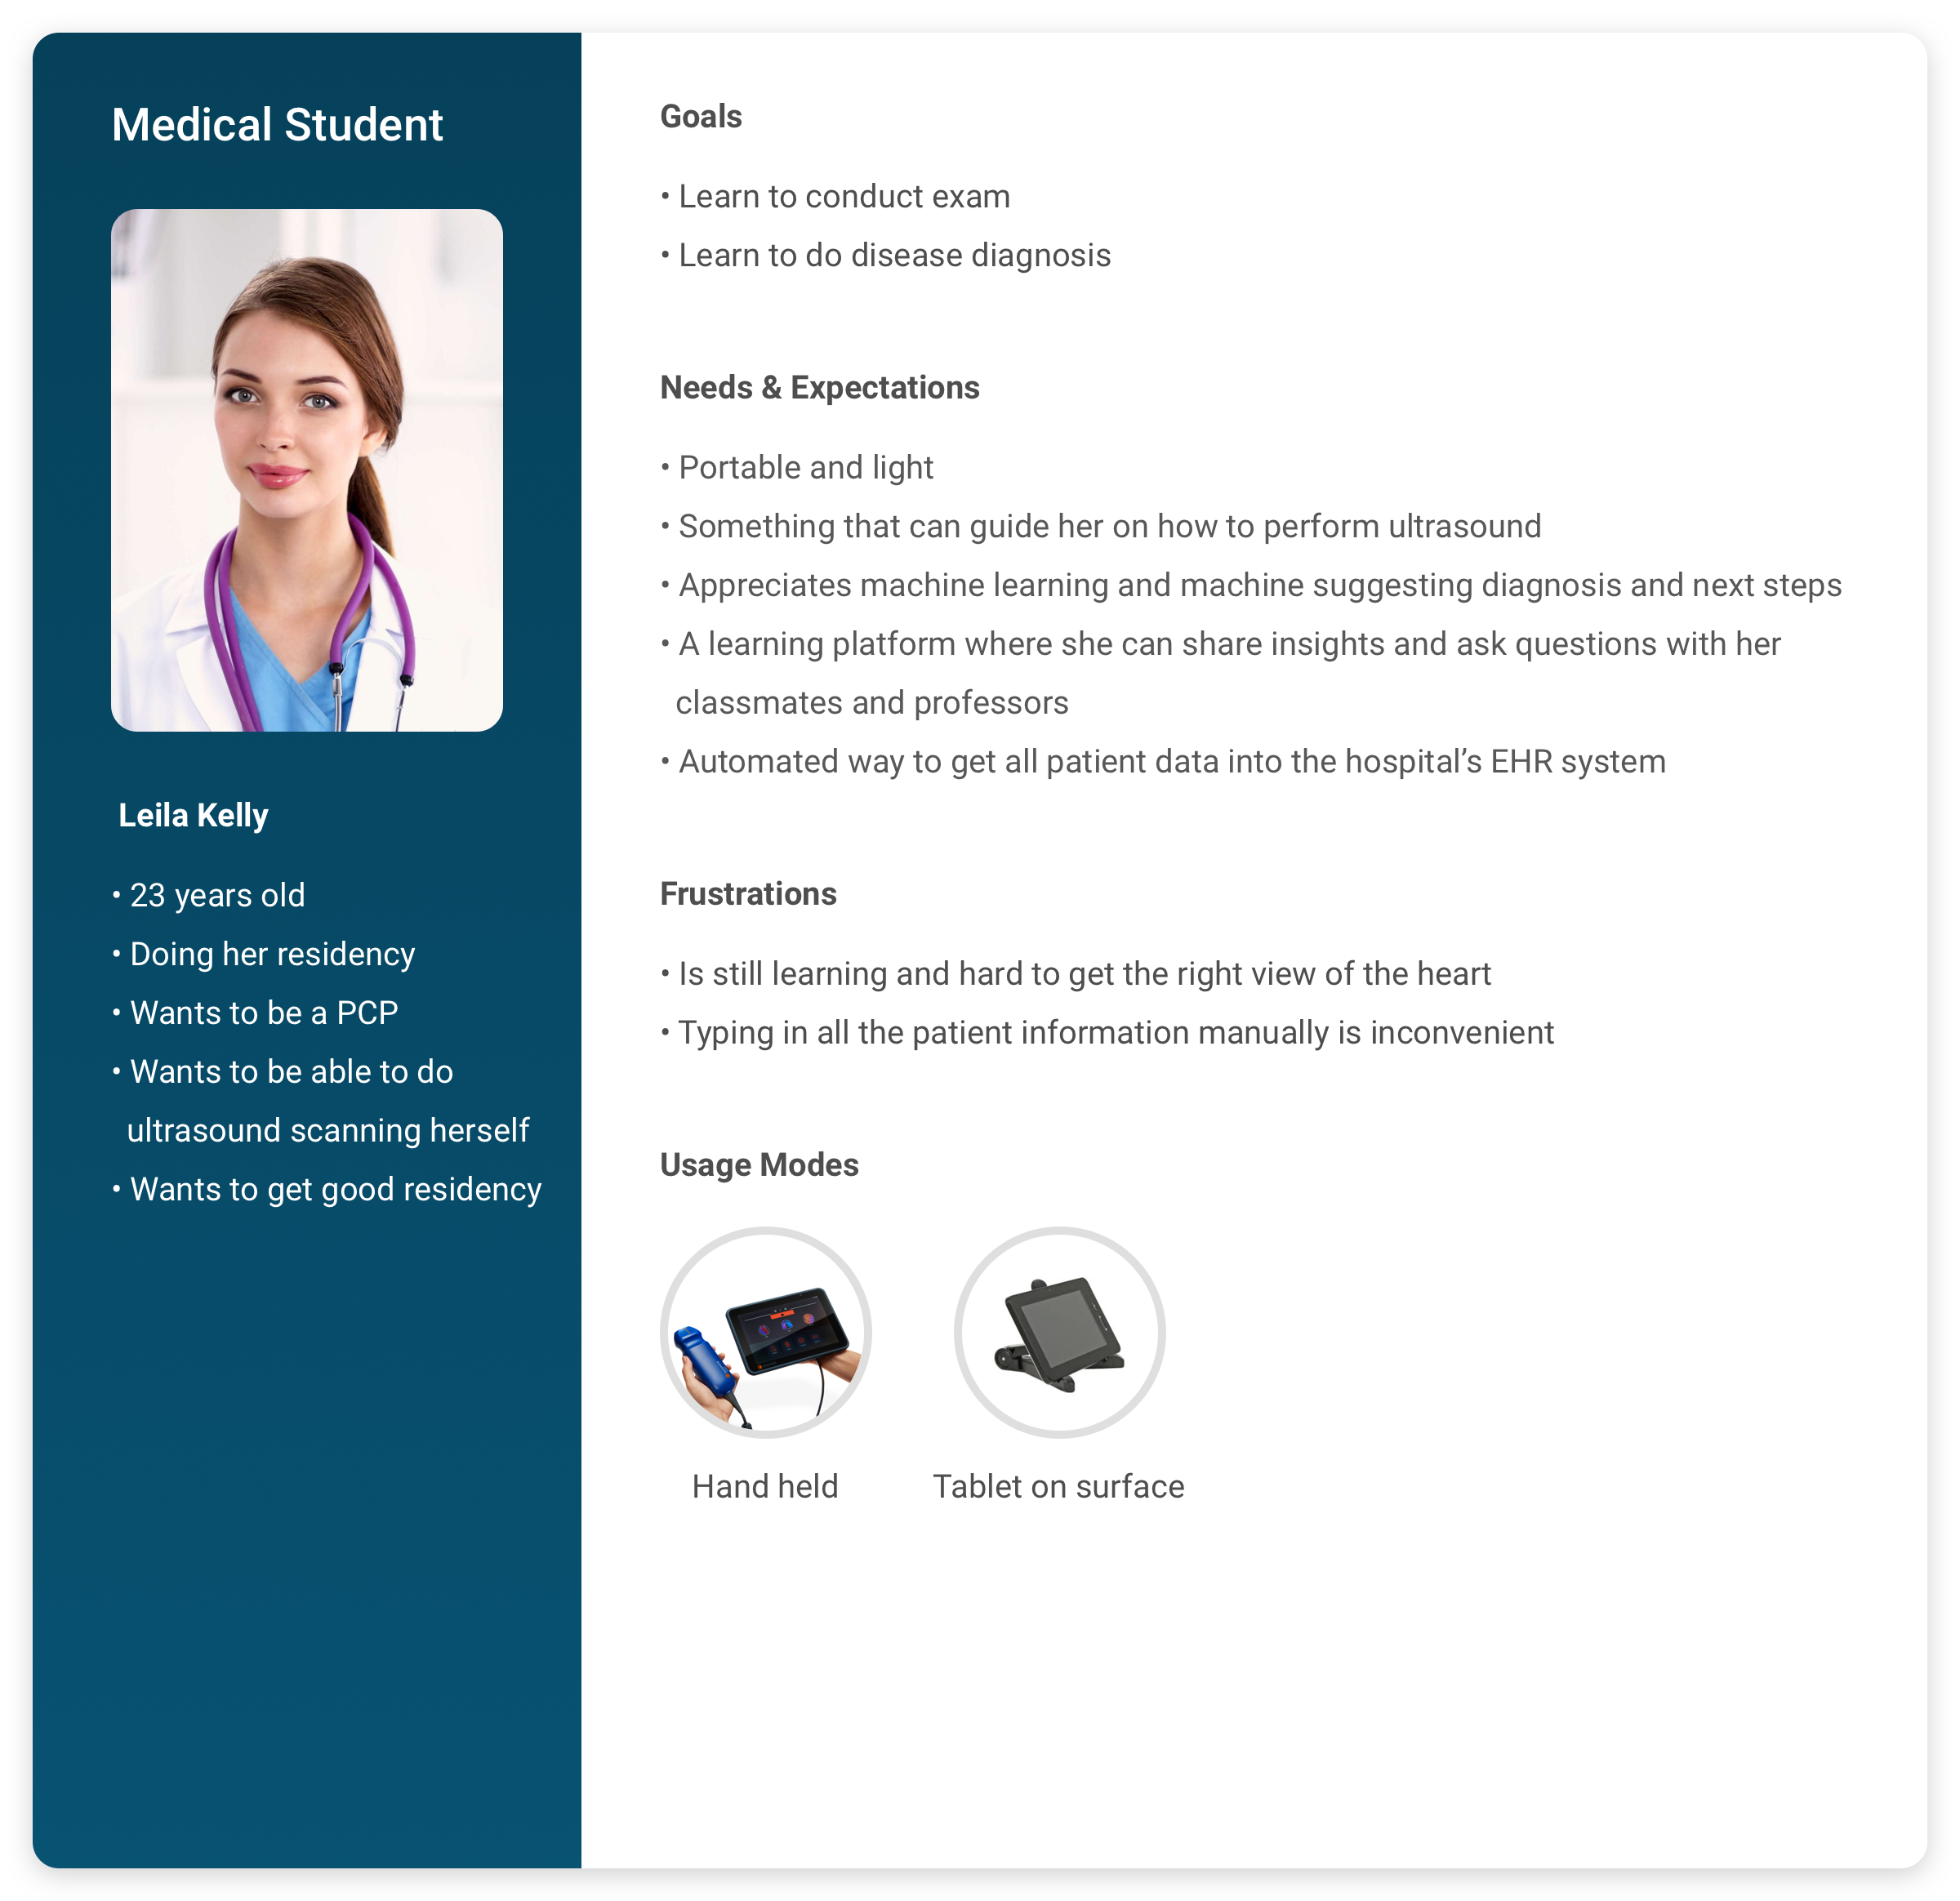 Medical Student
Leila Kelly
• 23 years old
• Doing her residency
• Wants to be a PCP
• Wants to be able to do
ultrasound scanning herself
• Wants to get good residency
Goals
• Learn to conduct exam
• Learn to do disease diagnosis
Needs & Expectations
• Portable and light
• Something that can guide her on how to perform ultrasound
• Appreciates machine learning and machine suggesting diagnosis and next steps
• A learning platform where she can share insights and ask questions with her
classmates and professors
• Automated way to get all patient data into the hospital’s EHR system
Frustrations
• Is still learning and hard to get the right view of the heart
• Typing in all the patient information manually is inconvenient
Usage Modes
Hand held
Tablet on surface